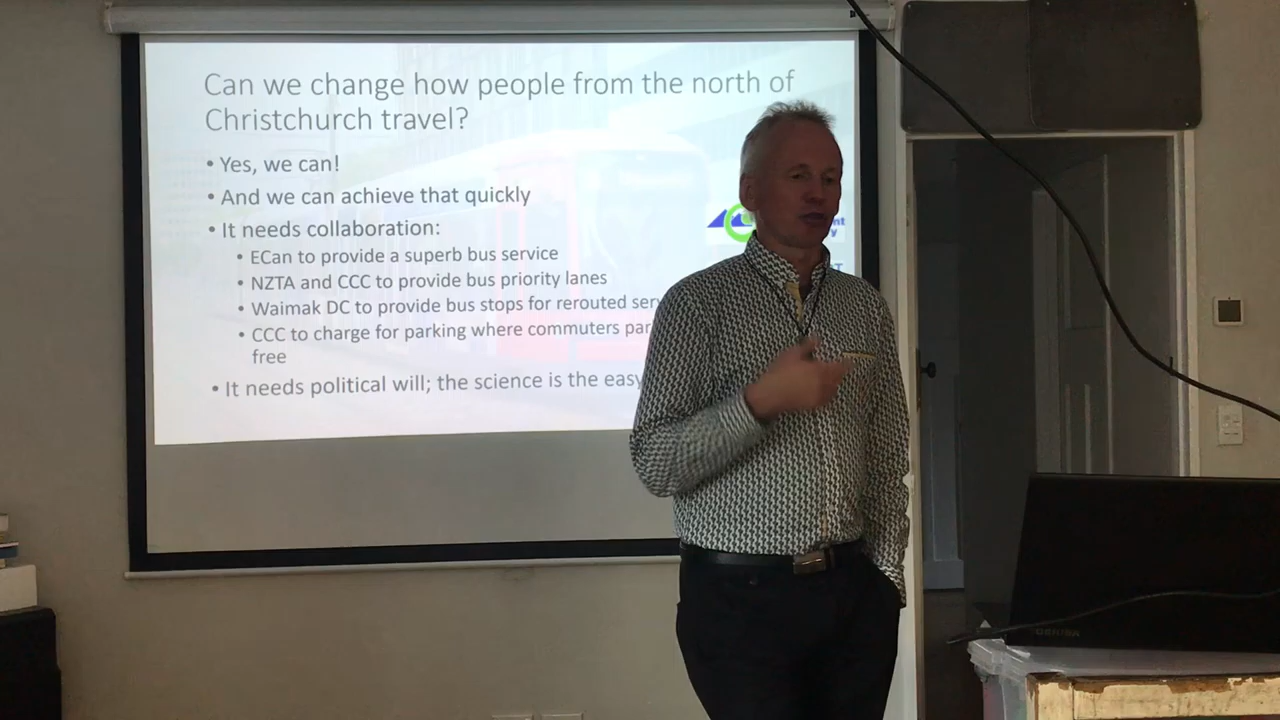 Can we change how people from the north of
Christchurch travel?
• Yes, we can!
• And we can achieve that quickly
• It needs collaboration:
• ECan to provide a superb bus service
• NZTA and CCC to provide bus priority lanes
• Waimak DC to provide bus stops for rerouted ser
• CCC to charge for parking where commuters par
free
• It needs political will; the science is the easy
TOSHIBA